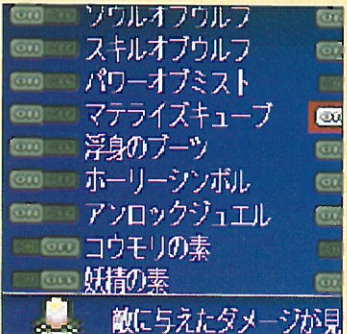 ソウルオブウルフ
スキルオブウルフ
パワーオブミスト
マテライズキューブ
浮身のブーツ
ホーリーシンボル
アンロックジュエル
コウモリの素
妖精の素
敵に与えたダメージが見